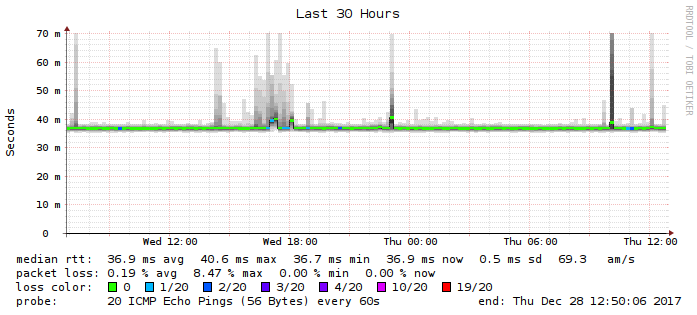 Last 30 Hours
RRDTOOL / TOBI OETIKER
Seconds
70 m
60 m
50 m
40 m
30 m
20 m
10 m
0
Wed 12:00 Wed 18:00 Thu 00:00 Thu 06:00 Thu 12:00
median rtt: 36.9 ms avg 40.6 ms max 36.7 ms min 36.9 ms now 0.5 ms sd 69.3 am/s
packet loss: 0.19 % avg 8.47 % max 0.00 % min 0.00 % now
loss color: 0 1/20 2/20 3/20 4/20 10/20 19/20
probe: 20 ICMP Echo Pings (56 Bytes) every 60s end: Thu Dec 28 12:50:06 2017